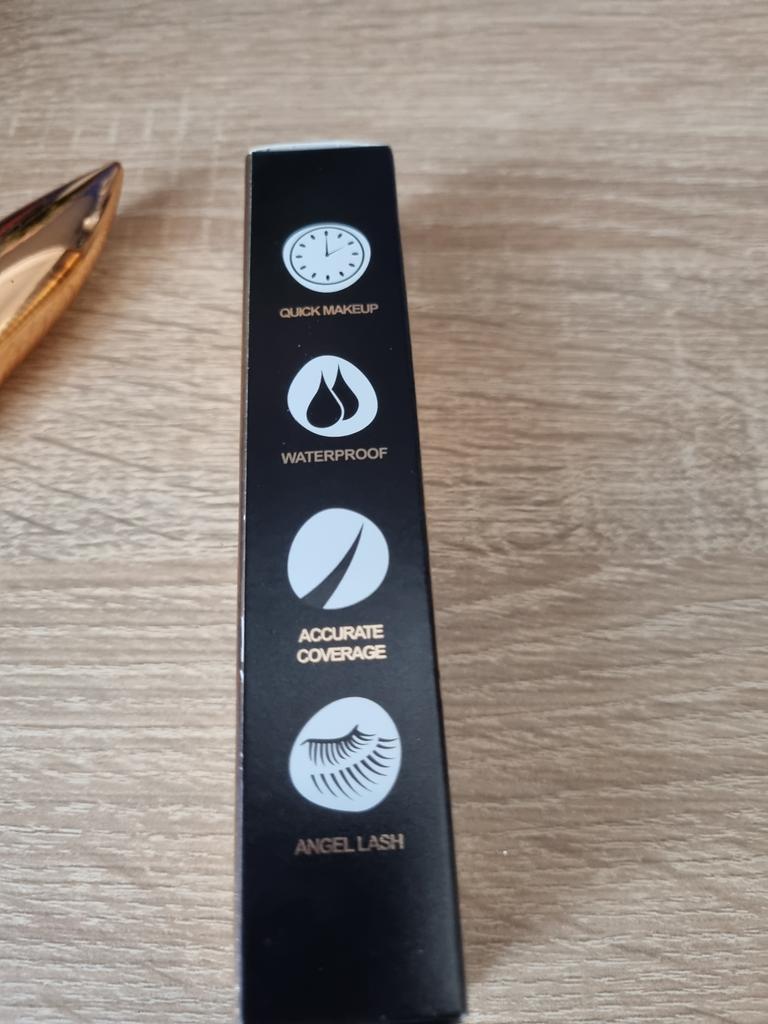 QUICK MAKEUP
WATERPROOF
ACCURATE
COVERAGE
ANGEL LASH